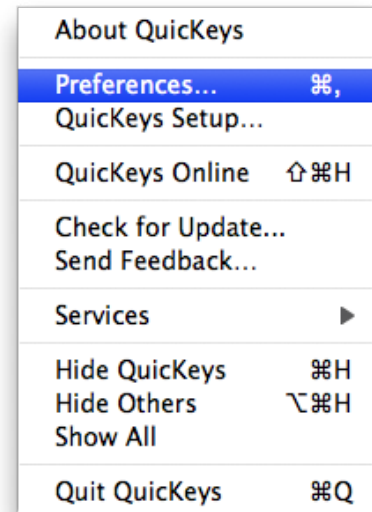 About QuicKeys
Preferences... ⌘,
QuicKeys Setup...
QuicKeys Online ⇧⌘H
Check for Update...
Send Feedback...
Services ▶
Hide QuicKeys ⌘H
Hide Others ⌥⌘H
Show All
Quit QuicKeys ⌘Q